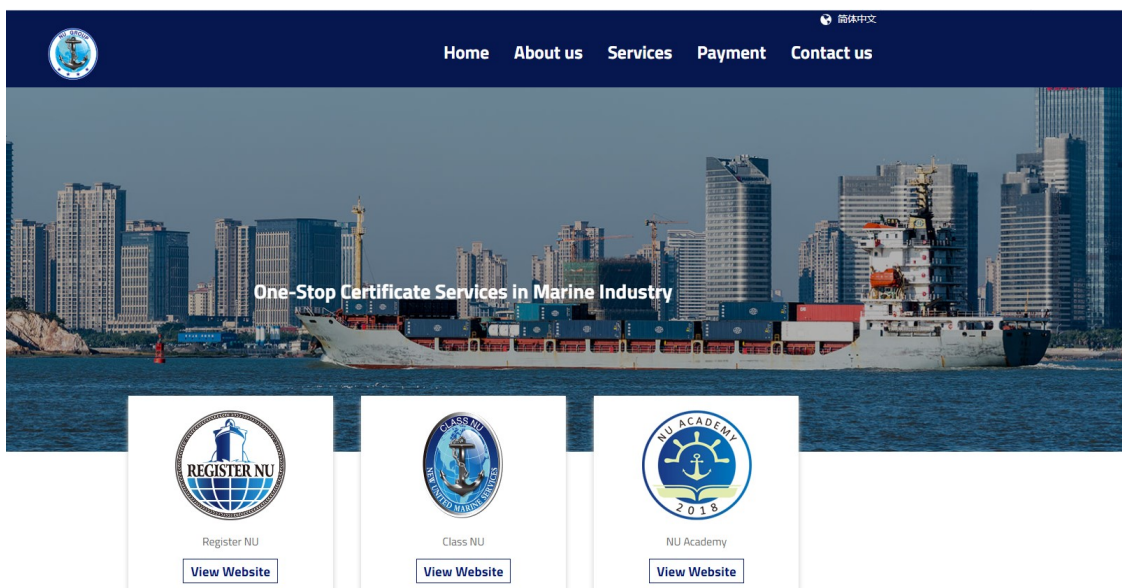 简体中文
NU GROUP
Home About us Services Payment Contact us
One-Stop Certificate Services in Marine Industry
REGISTER NU
CLASS NU
NEW UNITED MARINE SERVICES
NU ACADEMY
2018
Register NU
Class NU
NU Academy
View Website
View Website
View Website